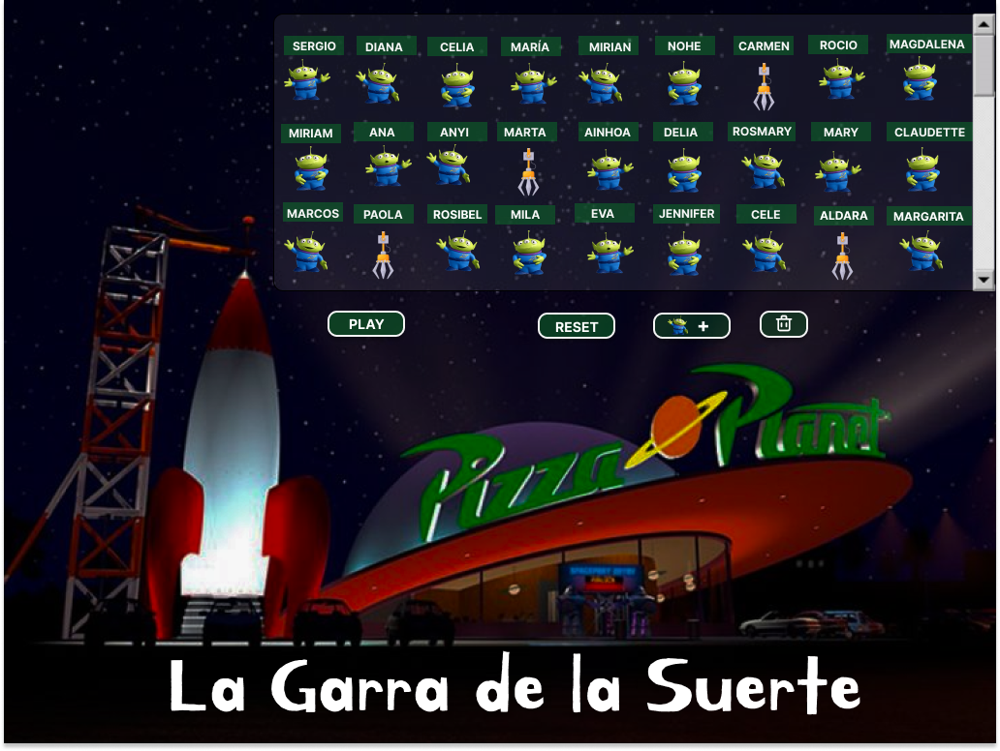 SERGIO DIANA CELIA MARÍA MIRIAN NOHE CARMEN ROCIO MAGDALENA
MIRIAM ANA ANYI MARTA AINHOA DELIA ROSMARY MARY CLAUDETTE
MARCOS PAOLA ROSIBEL MILA EVA JENNIFER CELE ALDARA MARGARITA
PLAY RESET +
Pizza Planet
La Garra de la Suerte